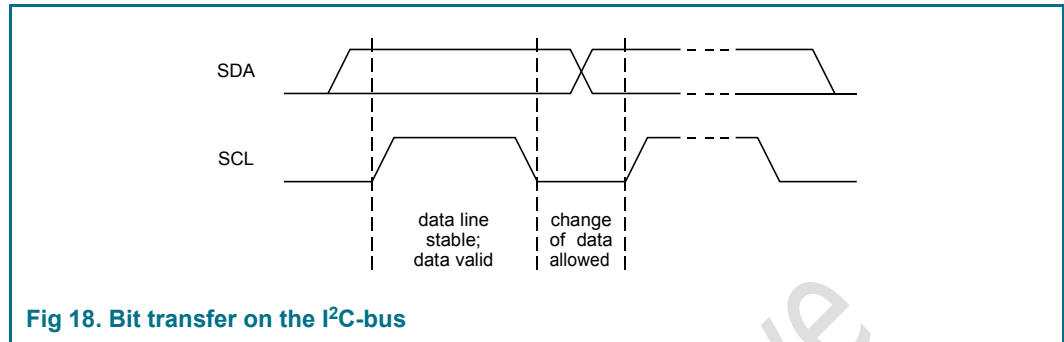 SDA
SCL
data line
stable;
data valid
change
of data
allowed
Fig 18. Bit transfer on the I²C-bus